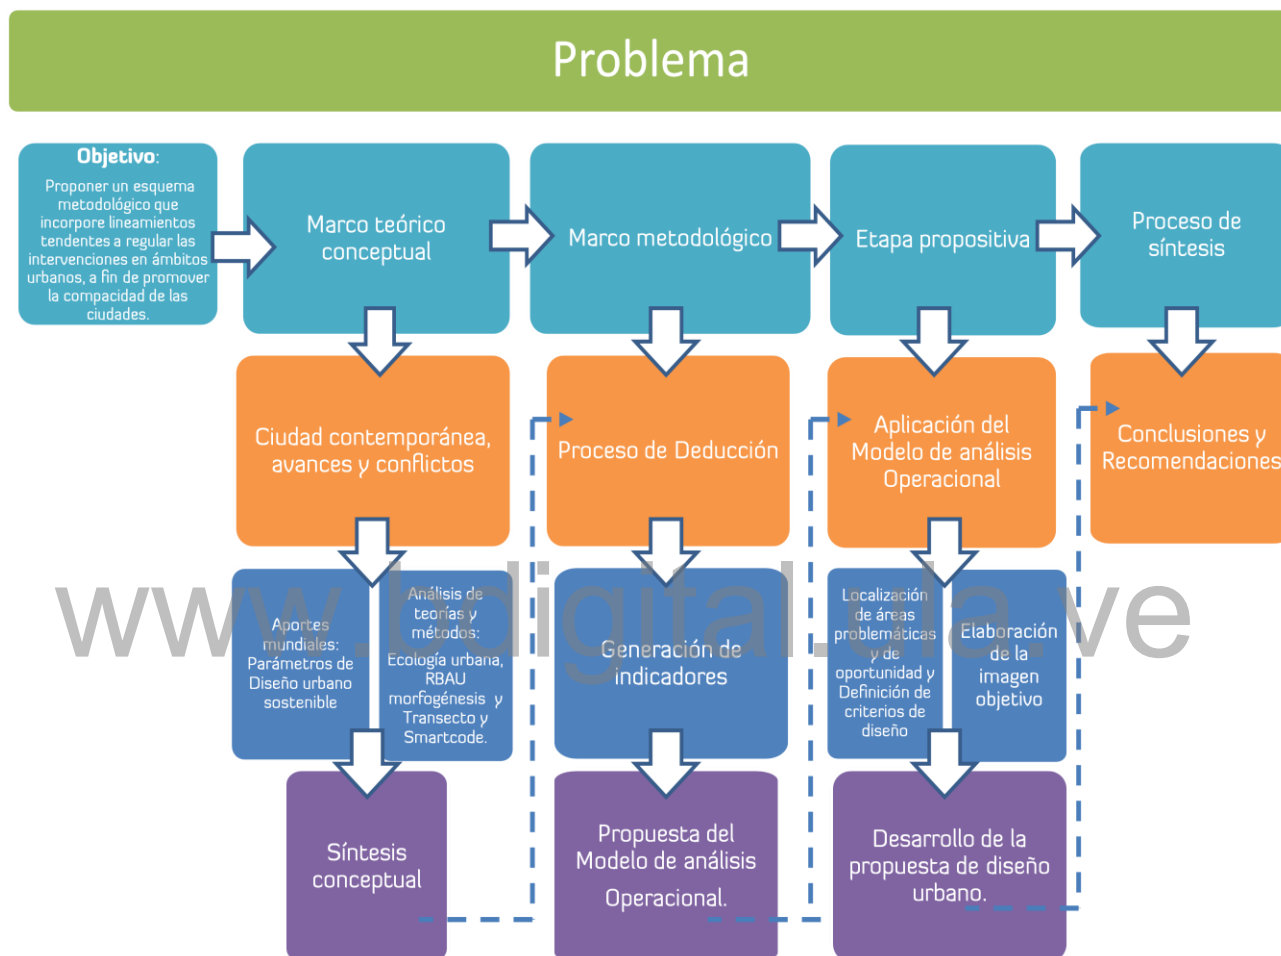 Problema
Objetivo:
Proponer un esquema
metodológico que
incorpore lineamientos
tendentes a regular las
intervenciones en ámbitos
urbanos, a fin de promover
la compacidad de las
ciudades.
Marco teórico
conceptual
Marco metodológico
Etapa propositiva
Proceso de
síntesis
Ciudad contemporánea,
avances y conflictos
Proceso de Deducción
Aplicación del
Modelo de análisis
Operacional
Conclusiones y
Recomendaciones
Aportes
mundiales:
Parámetros de
Diseño urbano
sostenible
Análisis de
teorías y
métodos:
Ecología urbana,
RBAU
morfogénesis y
Transecto y
Smartcode.
Generación de
indicadores
Localización
de áreas
problemáticas
y de
oportunidad y
Definición de
criterios de
diseño
Elaboración
de la
imagen
objetivo
www.bdigital.ula.ve
Síntesis
conceptual
Propuesta del
Modelo de análisis
Operacional.
Desarrollo de la
propuesta de diseño
urbano.